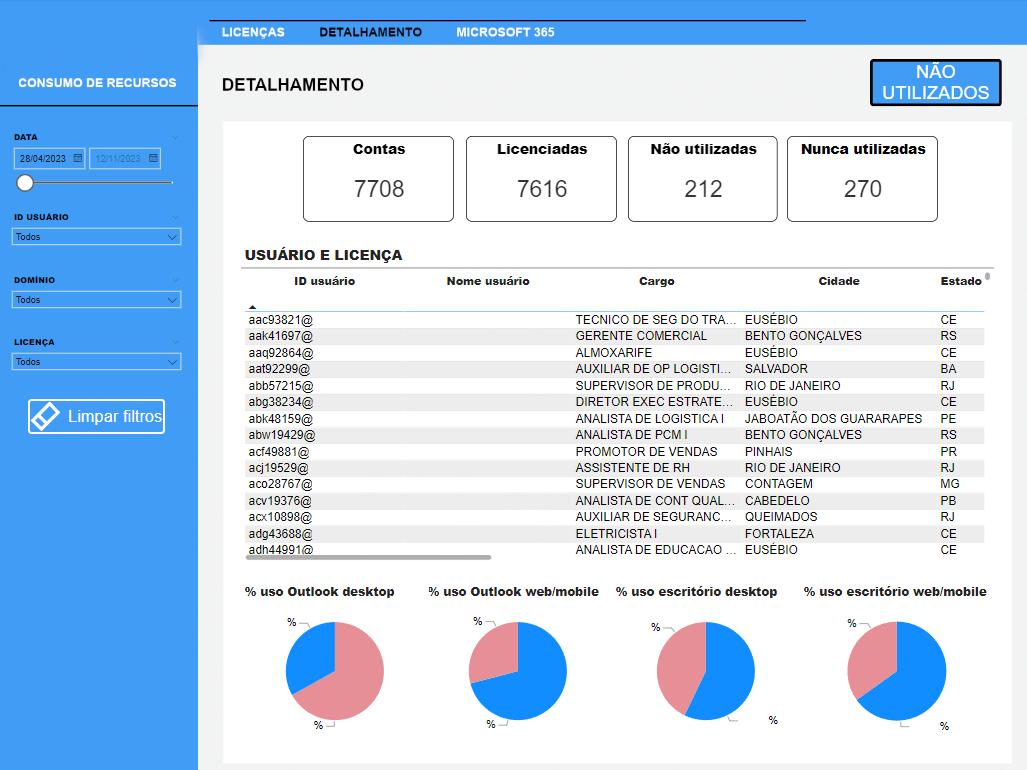 LICENÇAS
DETALHAMENTO
MICROSOFT 365
CONSUMO DE RECURSOS
DETALHAMENTO
NÃO
UTILIZADOS
DATA
28/04/2023
12/11/2023
ID USUÁRIO
Todos
DOMÍNIO
Todos
LICENÇA
Todos
Limpar filtros
Contas
7708
Licenciadas
7616
Não utilizadas
212
Nunca utilizadas
270
USUÁRIO E LICENÇA
ID usuário Nome usuário Cargo Cidade Estado
aac93821@ TECNICO DE SEG DO TRA... EUSÉBIO CE
aak41697@ GERENTE COMERCIAL BENTO GONÇALVES RS
aaq92864@ ALMOXARIFE EUSÉBIO CE
aat92299@ AUXILIAR DE OP LOGISTI... SALVADOR BA
abb57215@ SUPERVISOR DE PRODU... RIO DE JANEIRO RJ
abg38234@ DIRETOR EXEC ESTRATE... EUSÉBIO CE
abk48159@ ANALISTA DE LOGISTICA I JABOATÃO DOS GUARARAPES PE
abw19429@ ANALISTA DE PCM I BENTO GONÇALVES RS
acf49881@ PROMOTOR DE VENDAS PINHAIS PR
acj19529@ ASSISTENTE DE RH RIO DE JANEIRO RJ
aco28767@ SUPERVISOR DE VENDAS CONTAGEM MG
acv19376@ ANALISTA DE CONT QUAL... CABEDELO PB
acx10898@ AUXILIAR DE SEGURANC... QUEIMADOS RJ
adg43688@ ELETRICISTA I FORTALEZA CE
adh44991@ ANALISTA DE EDUCACAO ... EUSÉBIO CE
% uso Outlook desktop
%
%
% uso Outlook web/mobile
%
%
% uso escritório desktop
%
%
% uso escritório web/mobile
%
%